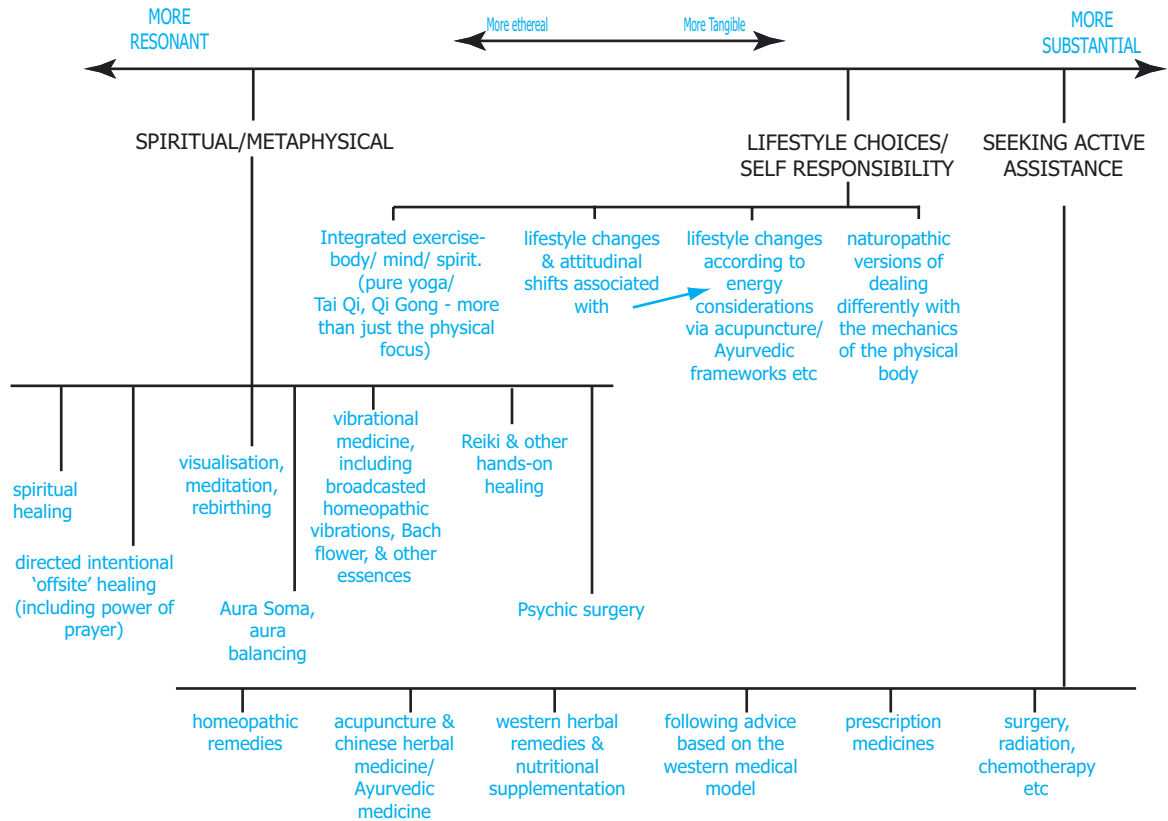 MORE
RESONANT
More ethereal
More Tangible
MORE
SUBSTANTIAL
SPIRITUAL/METAPHYSICAL
LIFESTYLE CHOICES/
SELF RESPONSIBILITY
SEEKING ACTIVE
ASSISTANCE
Integrated exercise-
body/ mind/ spirit.
(pure yoga/
Tai Qi, Qi Gong - more
than just the physical
focus)
lifestyle changes
& attitudinal
shifts associated
with
lifestyle changes
according to
energy
considerations
via acupuncture/
Ayurvedic
frameworks etc
naturopathic
versions of
dealing
differently with
the mechanics
of the physical
body
spiritual
healing
directed intentional
‘offsite’ healing
(including power of
prayer)
visualisation,
meditation,
rebirthing
Aura Soma,
aura
balancing
vibrational
medicine,
including
broadcasted
homeopathic
vibrations, Bach
flower, & other
essences
Reiki & other
hands-on
healing
Psychic surgery
homeopathic
remedies
acupuncture &
chinese herbal
medicine/
Ayurvedic
medicine
western herbal
remedies &
nutritional
supplementation
following advice
based on the
western medical
model
prescription
medicines
surgery,
radiation,
chemotherapy
etc